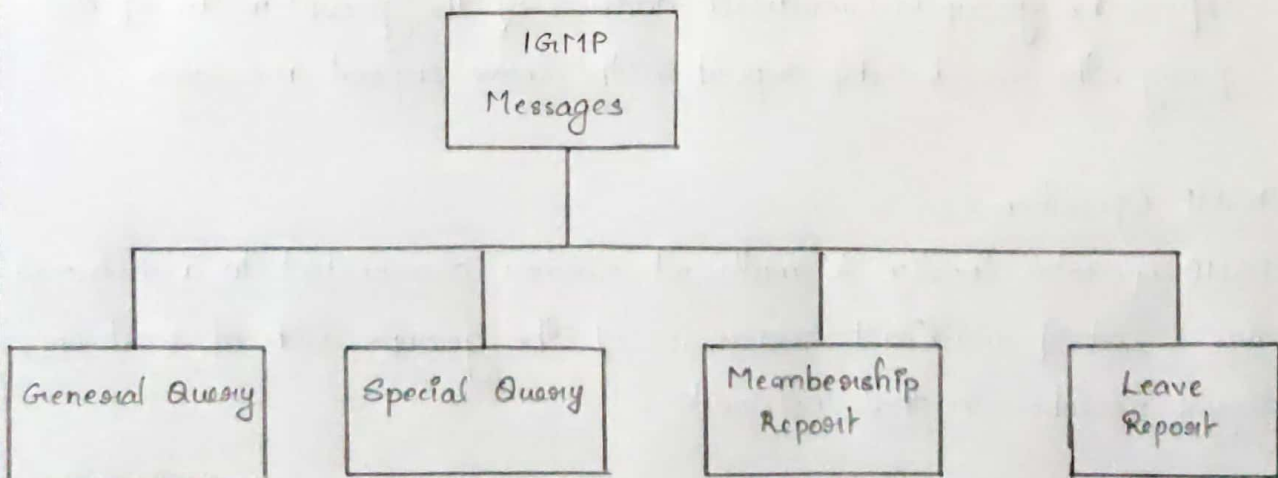 IGMP
Messages
General Query
Special Query
Membership
Report
Leave
Report